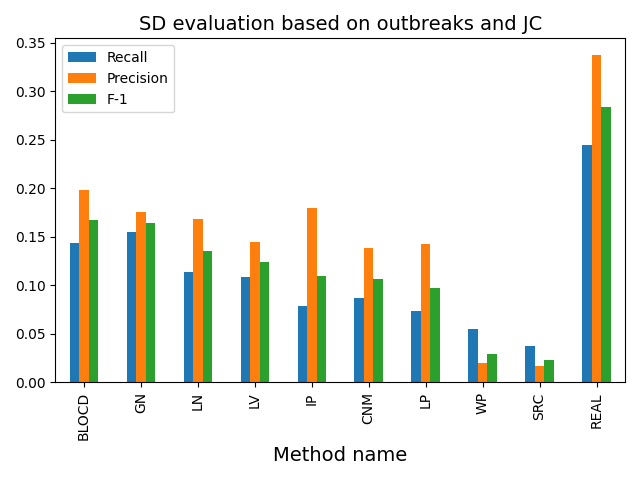 SD evaluation based on outbreaks and JC
Recall
Precision
F-1
0.35
0.30
0.25
0.20
0.15
0.10
0.05
0.00
BLOCD
GN
LN
LV
IP
CNM
LP
WP
SRC
REAL
Method name